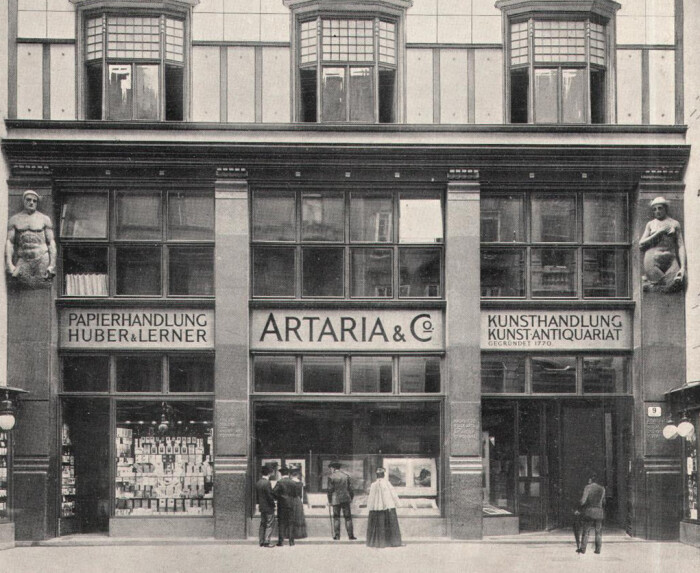 PAPIERHANDLUNG
HUBER & LERNER
ARTARIA & Co.
KUNSTHANDLUNG
KUNSTANTIQUARIAT
GEGRÜNDET 1770.
9